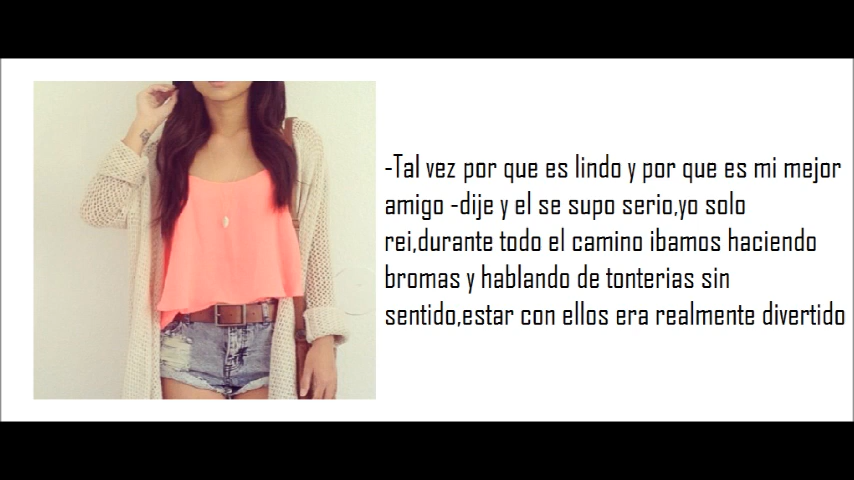 -Tal vez por que es lindo y por que es mi mejor
amigo -dije y el se supo serio,yo solo
rei,durante todo el camino ibamos haciendo
bromas y hablando de tonterias sin
sentido,estar con ellos era realmente divertido